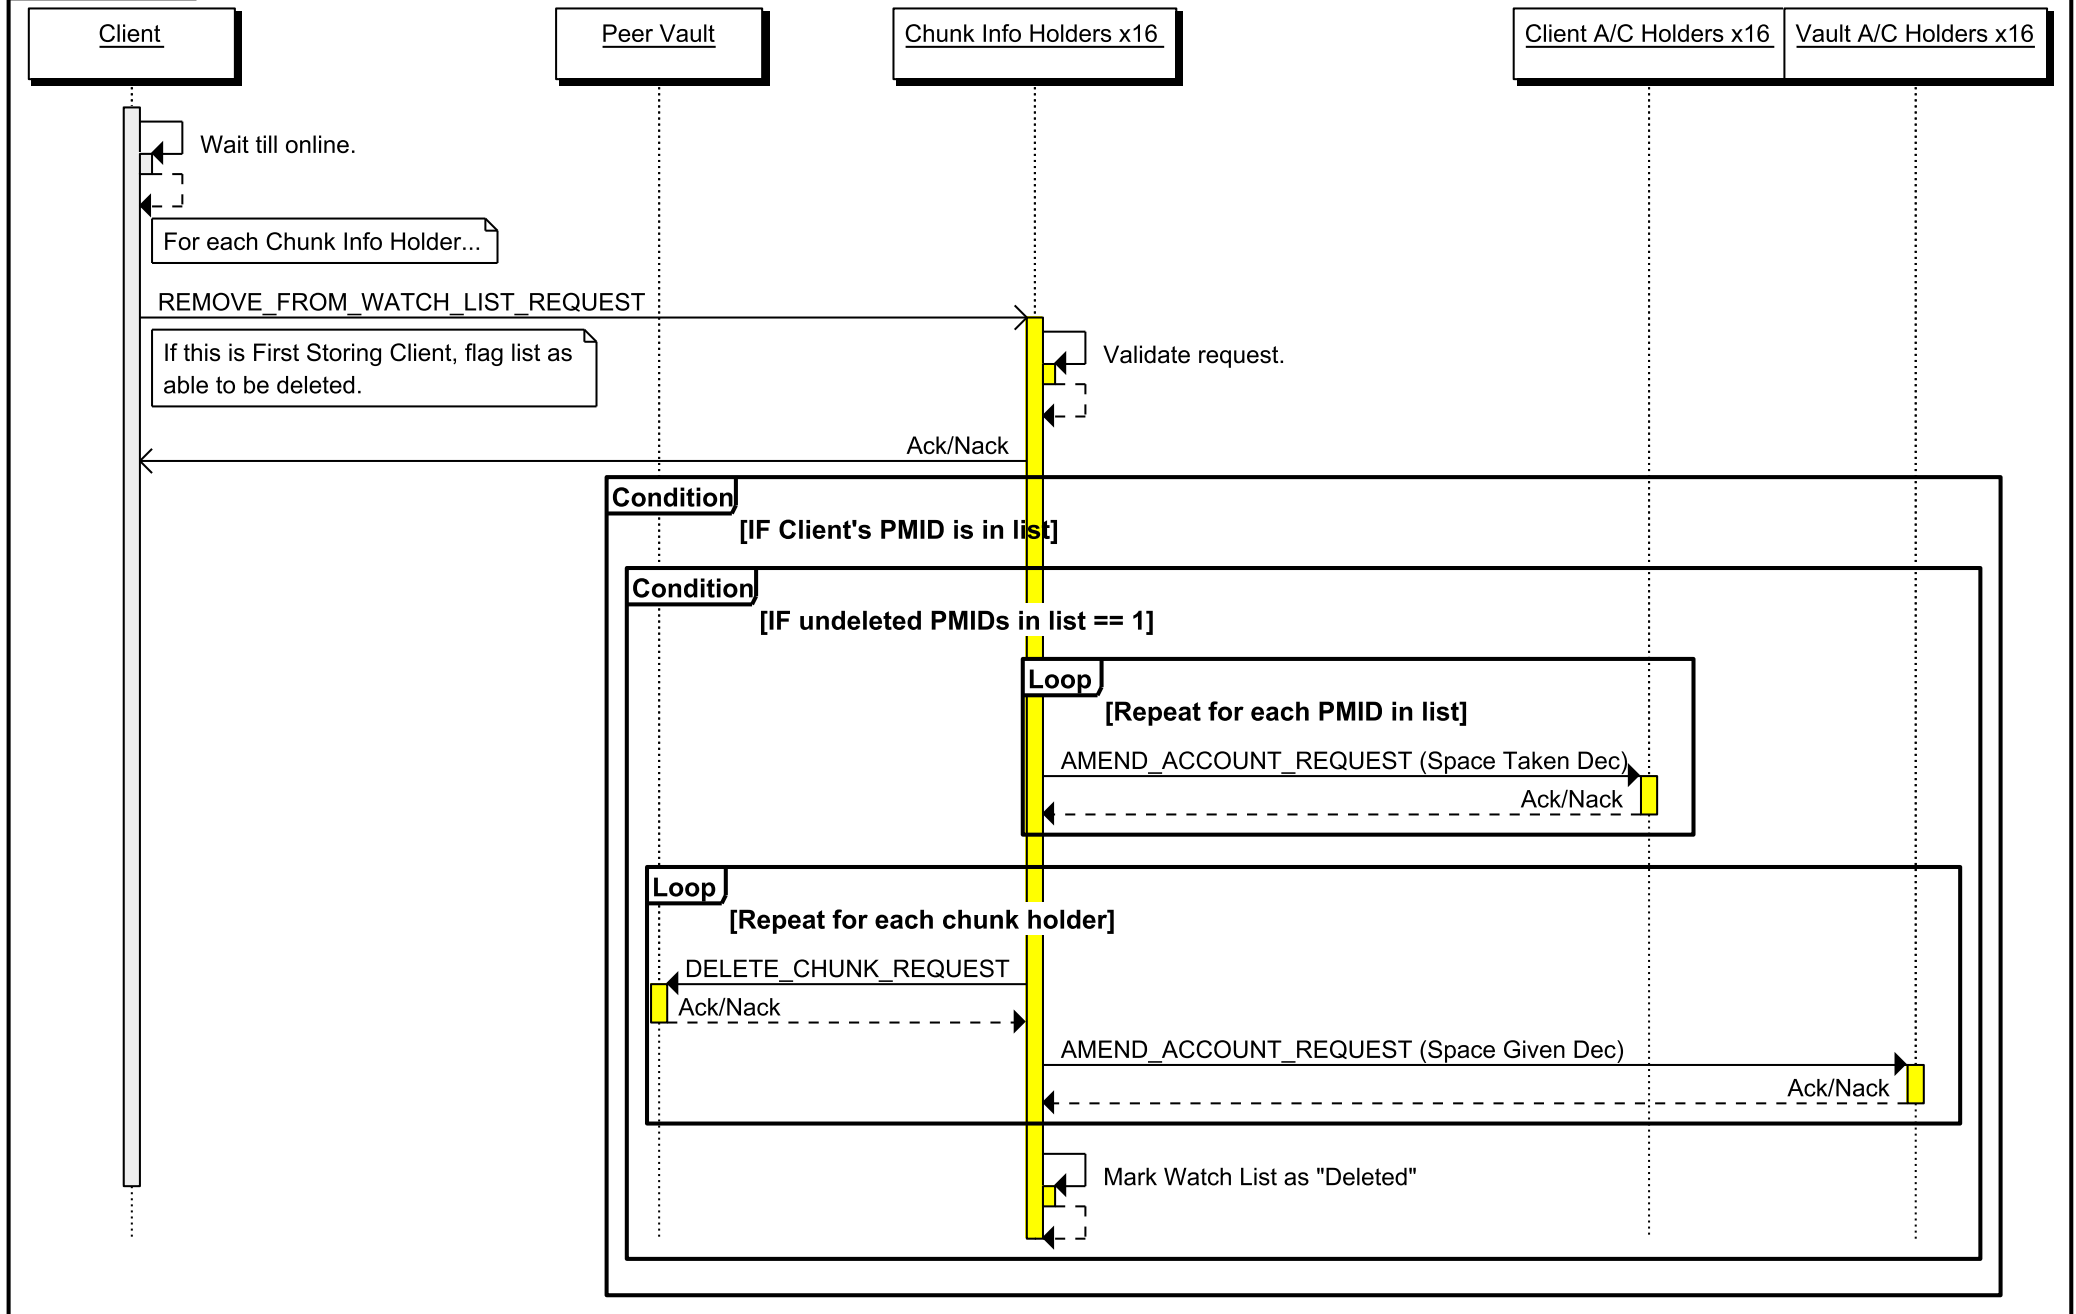 Client
Peer Vault
Chunk Info Holders x16
Client A/C Holders x16
Vault A/C Holders x16
Wait till online.
For each Chunk Info Holder...
REMOVE_FROM_WATCH_LIST_REQUEST
If this is First Storing Client, flag list as
able to be deleted.
Validate request.
Ack/Nack
Condition
[IF Client's PMID is in list]
Condition
[IF undeleted PMIDs in list == 1]
Loop
[Repeat for each PMID in list]
AMEND_ACCOUNT_REQUEST (Space Taken Dec)
Ack/Nack
Loop
[Repeat for each chunk holder]
DELETE_CHUNK_REQUEST
Ack/Nack
AMEND_ACCOUNT_REQUEST (Space Given Dec)
Ack/Nack
Mark Watch List as "Deleted"